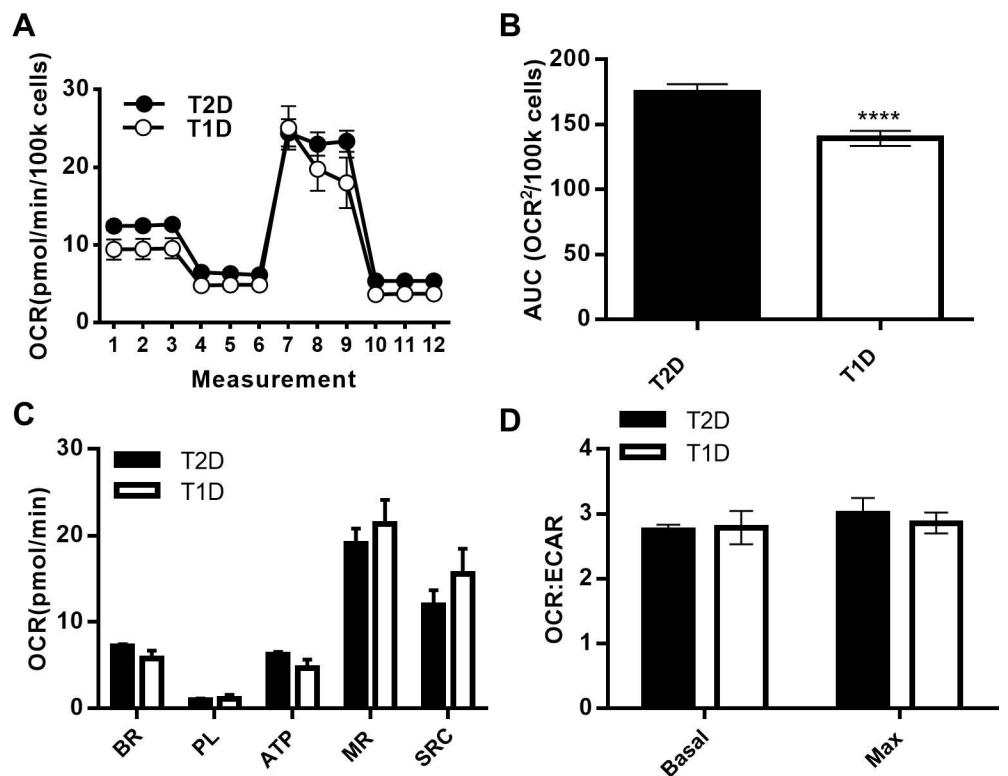 A
OCR(pmol/min/100k cells)
30
20
10
0
T2D
T1D
1 2 3 4 5 6 7 8 9 10 11 12
Measurement
B
AUC (OCR²/100k cells)
200
150
100
50
0
****
T2D
T1D
C
OCR(pmol/min)
30
20
10
0
T2D
T1D
BR
PL
ATP
MR
SRC
D
OCR:ECAR
4
3
2
1
0
T2D
T1D
Basal
Max